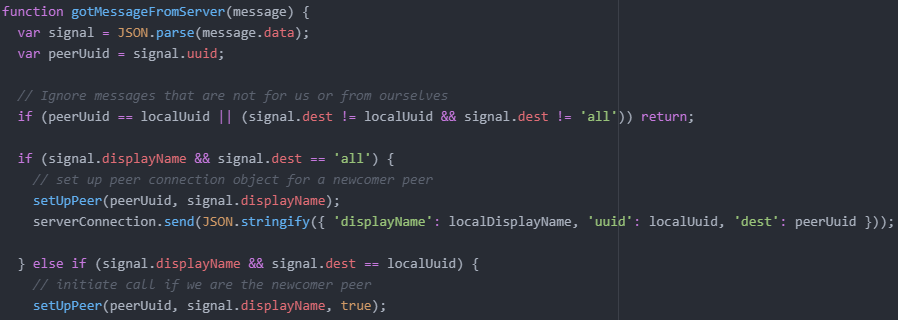 function gotMessageFromServer(message) {
  var signal = JSON.parse(message.data);
  var peerUuid = signal.uuid;

  // Ignore messages that are not for us or from ourselves
  if (peerUuid == localUuid || (signal.dest != localUuid && signal.dest != 'all')) return;

  if (signal.displayName && signal.dest == 'all') {
    // set up peer connection object for a newcomer peer
    setUpPeer(peerUuid, signal.displayName);
    serverConnection.send(JSON.stringify({ 'displayName': localDisplayName, 'uuid': localUuid, 'dest': peerUuid }));

  } else if (signal.displayName && signal.dest == localUuid) {
    // initiate call if we are the newcomer peer
    setUpPeer(peerUuid, signal.displayName, true);